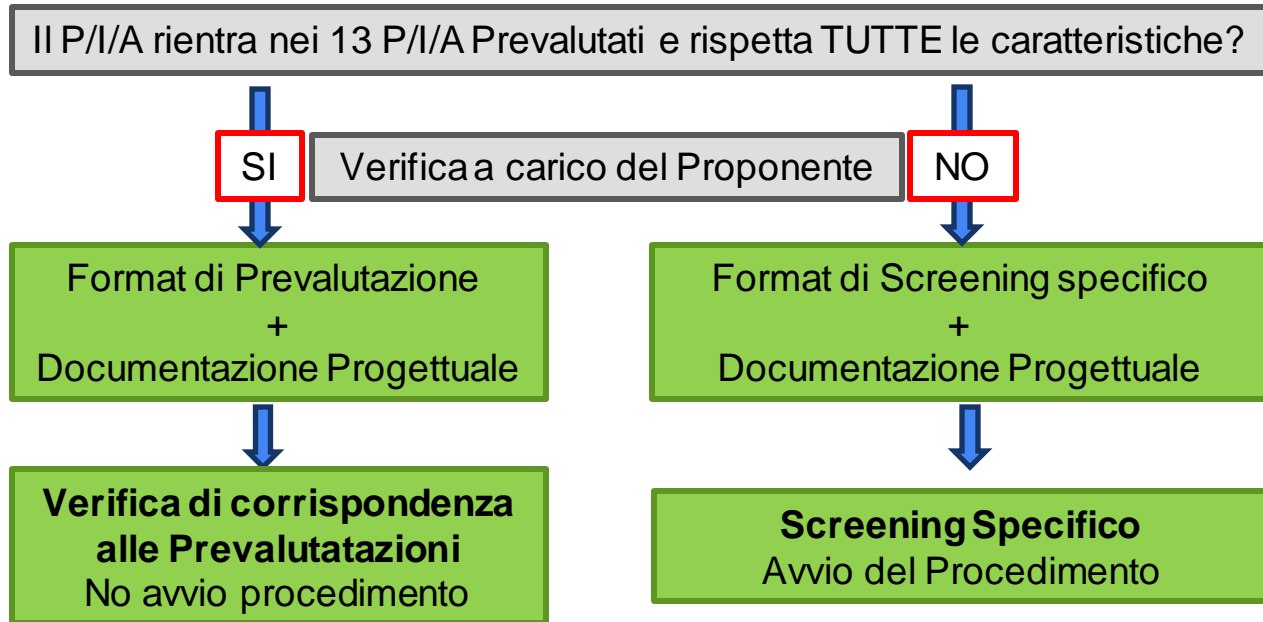 Il P/I/A rientra nei 13 P/I/A Prevalutati e rispetta TUTTE le caratteristiche?
SI
Verifica a carico del Proponente
NO
Format di Prevalutazione
+
Documentazione Progettuale
Format di Screening specifico
+
Documentazione Progettuale
Verifica di corrispondenza
alle Prevalutatazioni
No avvio procedimento
Screening Specifico
Avvio del Procedimento